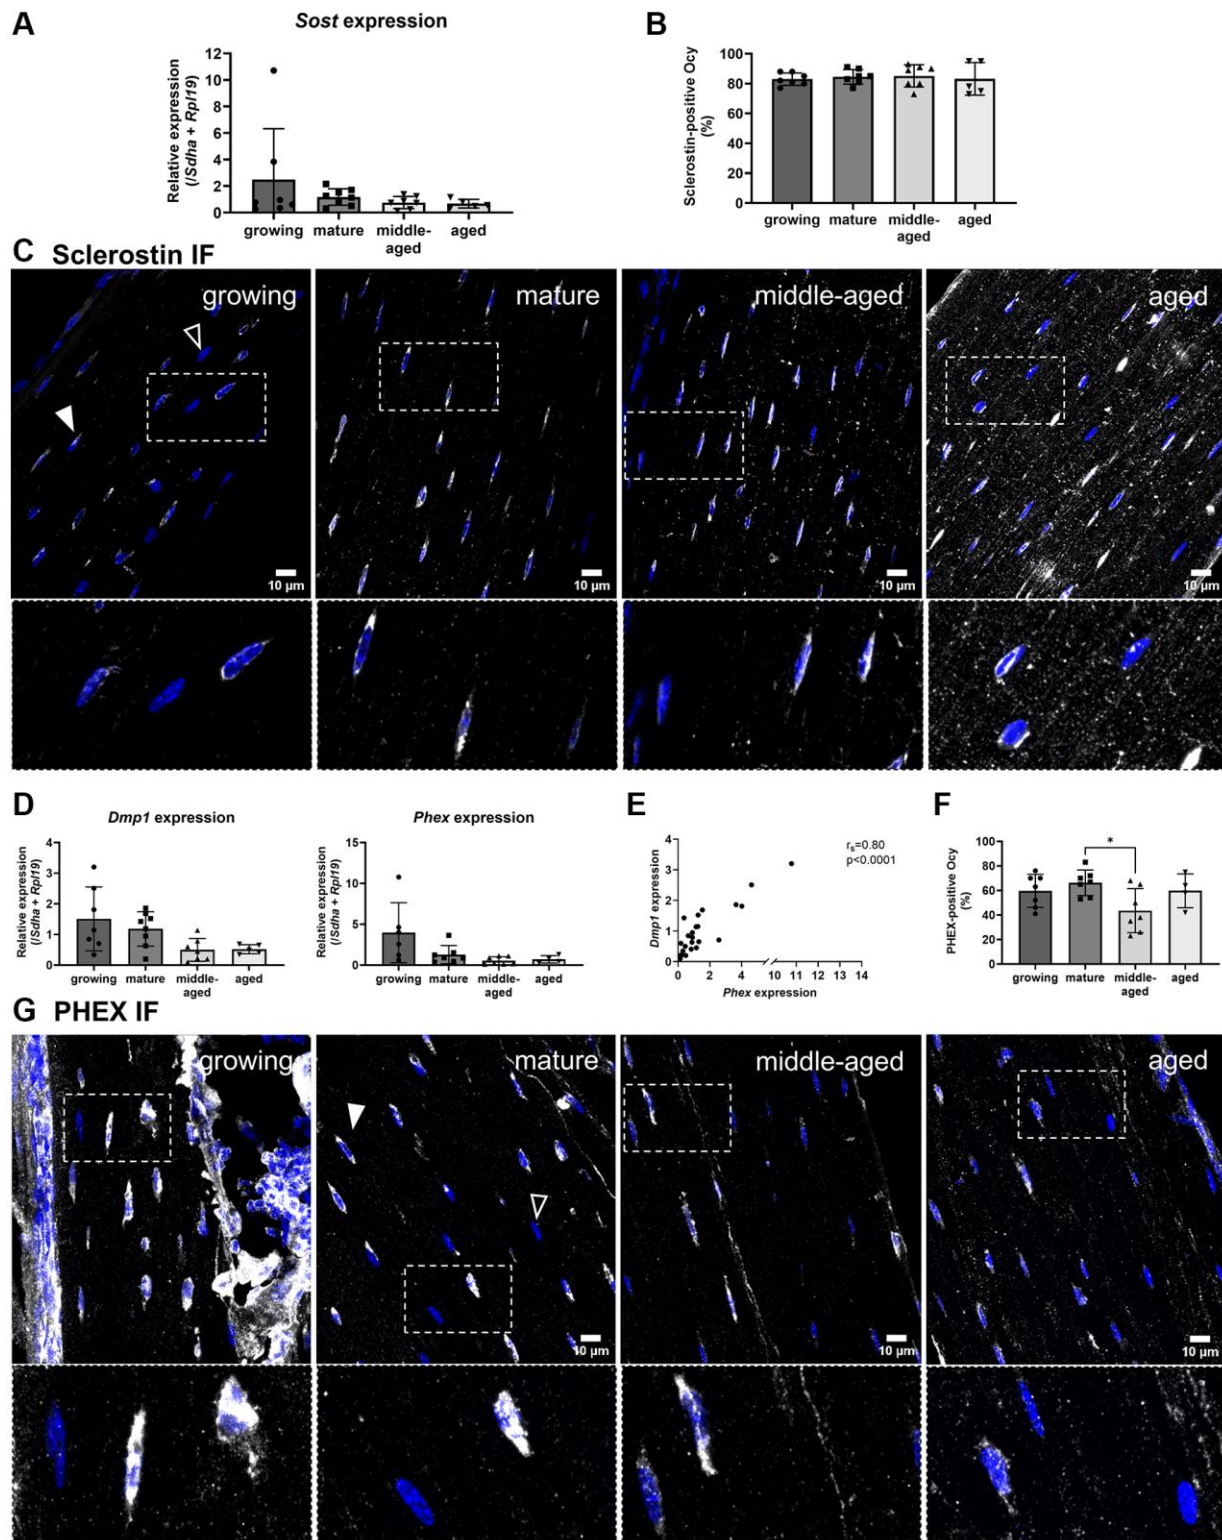 A
Sost expression
Relative expression
(/Sdha + Rpl19)
12
10
8
6
4
2
0
growing
mature
middle-
aged
aged
B
Sclerostin-positive Ocy
(%)
100
80
60
40
20
0
growing
mature
middle-
aged
aged
C Sclerostin IF
growing
mature
middle-aged
aged
10 µm
10 µm
10 µm
10 µm
D
Dmp1 expression
Relative expression
(/Sdha + Rpl19)
4
3
2
1
0
growing
mature
middle-
aged
aged
Phex expression
Relative expression
(/Sdha + Rpl19)
15
10
5
0
growing
mature
middle-
aged
aged
E
rs=0.80
p<0.0001
Dmp1 expression
4
3
2
1
0
0 2 4 10 11 12 13 14
Phex expression
F
*
PHEX-positive Ocy
(%)
100
80
60
40
20
0
growing
mature
middle-
aged
aged
G PHEX IF
growing
mature
middle-aged
aged
10 µm
10 µm
10 µm